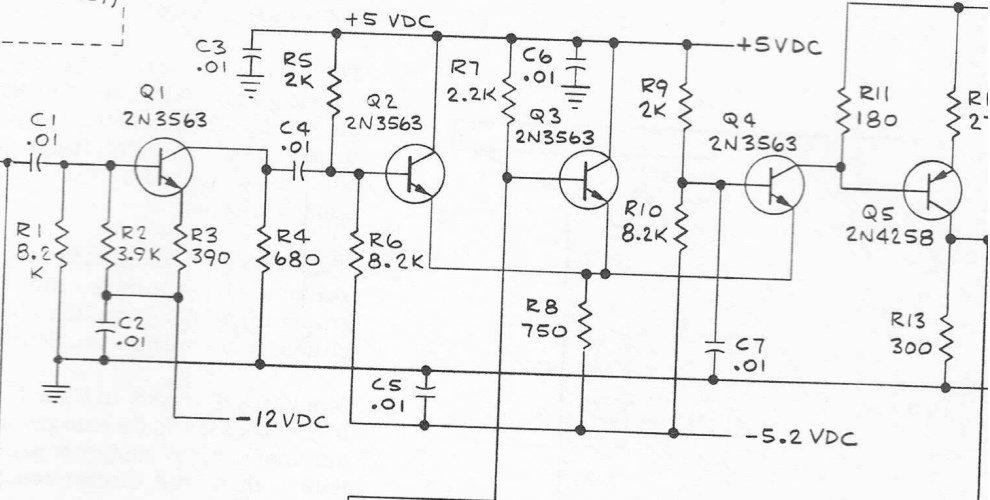 +5 VDC
C3
.01
R5
2K
R7
2.2K
C6
.01
+5VDC
R9
2K
R11
180
Q1
2N3563
C1
.01
C4
.01
Q2
2N3563
Q3
2N3563
Q4
2N3563
R1
8.2
K
R2
3.9K
R3
390
R4
680
R6
8.2K
R10
8.2K
Q5
2N4258
C2
.01
R8
750
C7
.01
R13
300
C5
.01
-12VDC
-5.2 VDC